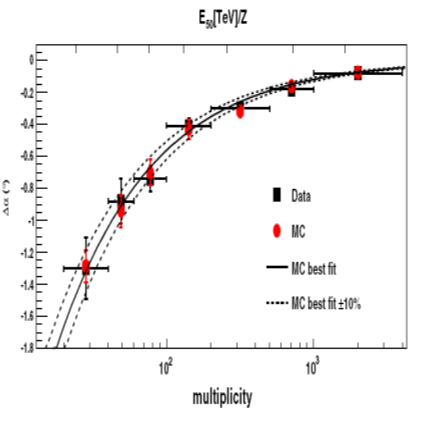 E50[TeV]/Z
0
-0.2
-0.4
-0.6
-0.8
-1
-1.2
-1.4
-1.6
-1.8
Δα (°)
Data
MC
MC best fit
MC best fit ±10%
10²
10³
multiplicity